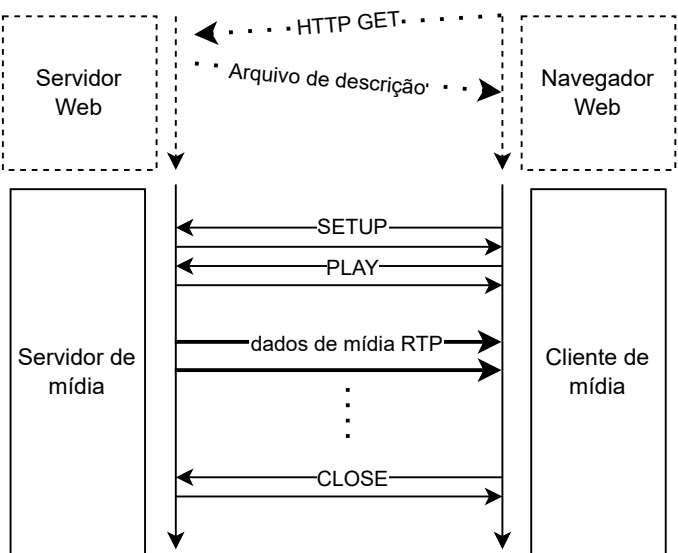 HTTP GET
Servidor
Web
Arquivo de descrição
Navegador
Web
SETUP
PLAY
Servidor de
mídia
dados de mídia RTP
Cliente de
mídia
CLOSE